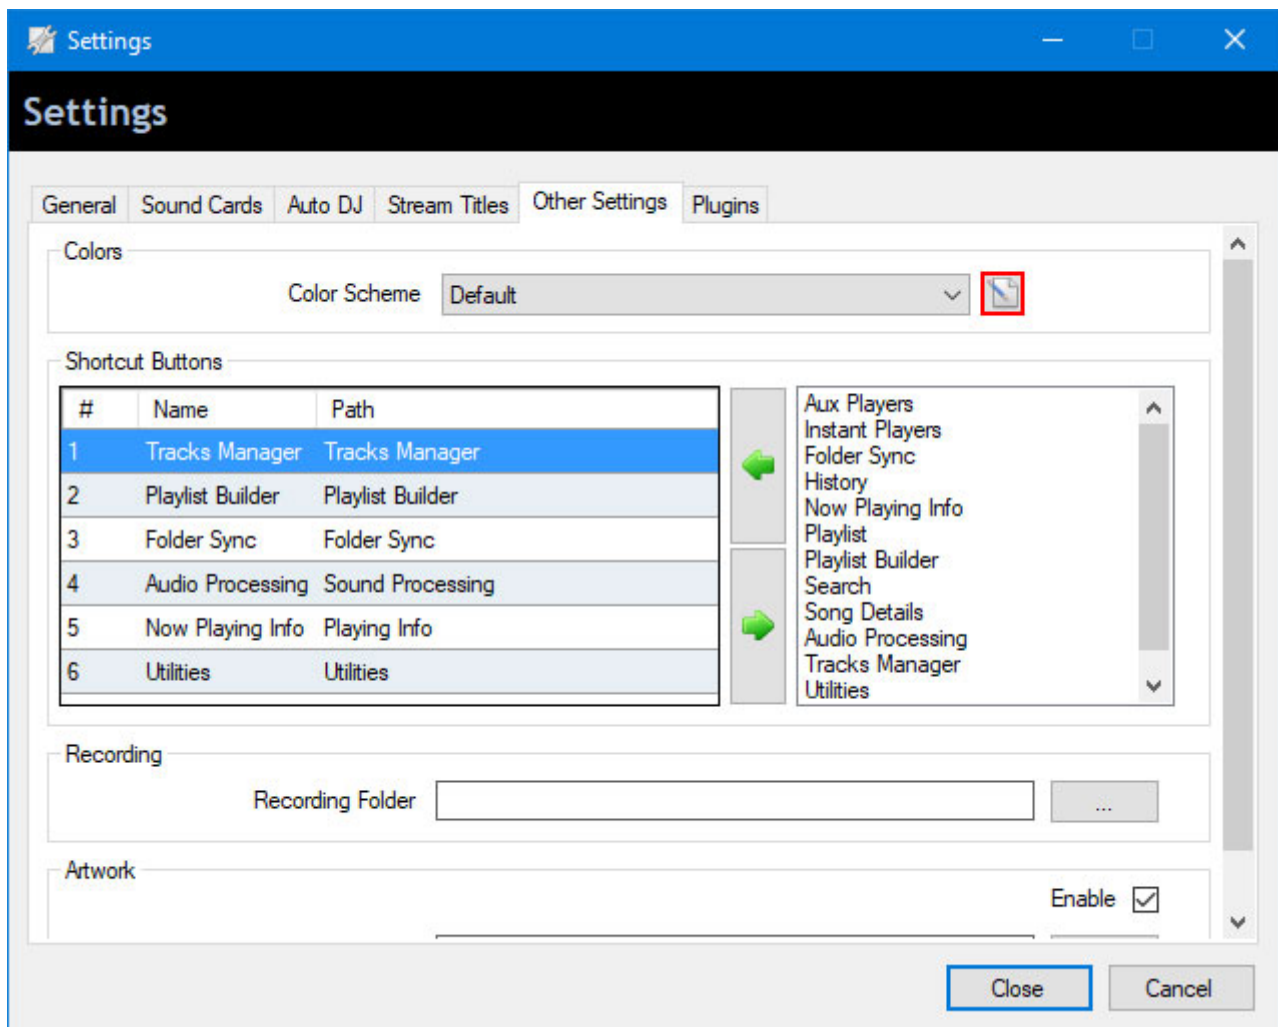 Settings
Settings
General Sound Cards Auto DJ Stream Titles Other Settings Plugins
Colors
Color Scheme Default
Shortcut Buttons
# Name Path
1 Tracks Manager Tracks Manager
2 Playlist Builder Playlist Builder
3 Folder Sync Folder Sync
4 Audio Processing Sound Processing
5 Now Playing Info Playing Info
6 Utilities Utilities
Aux Players
Instant Players
Folder Sync
History
Now Playing Info
Playlist
Playlist Builder
Search
Song Details
Audio Processing
Tracks Manager
Utilities
Recording
Recording Folder ...
Artwork
Enable
Close Cancel